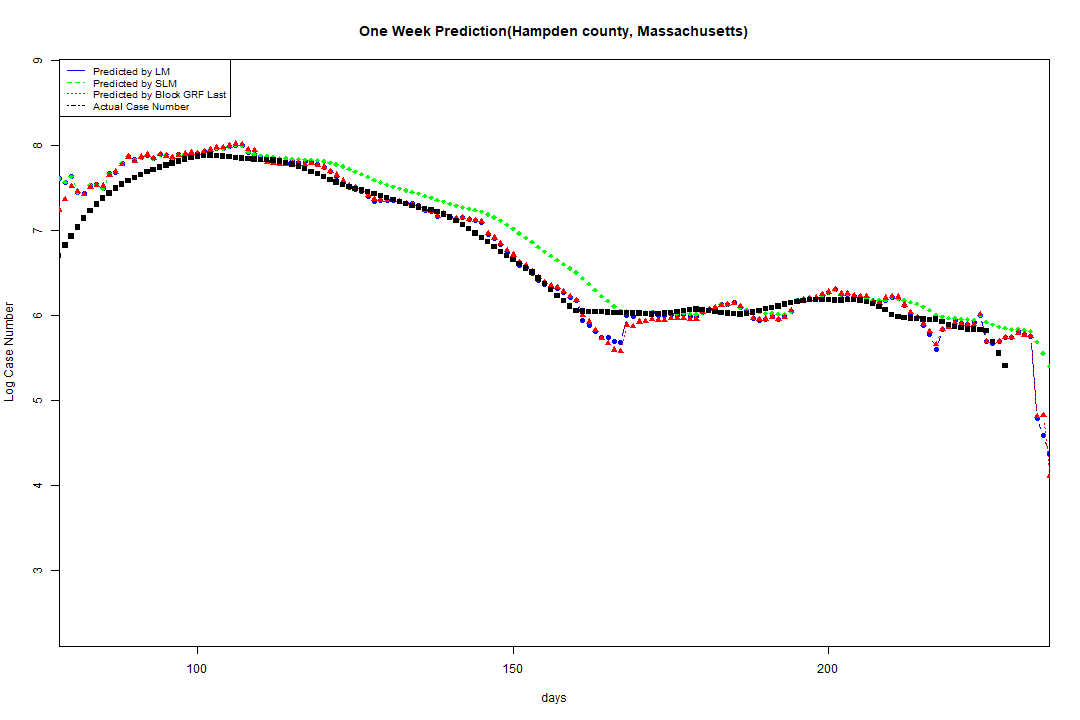 One Week Prediction(Hampden county, Massachusetts)
Predicted by LM
Predicted by SLM
Predicted by Block GRF Last
Actual Case Number
9
8
7
6
5
4
3
Log Case Number
100
150
200
days